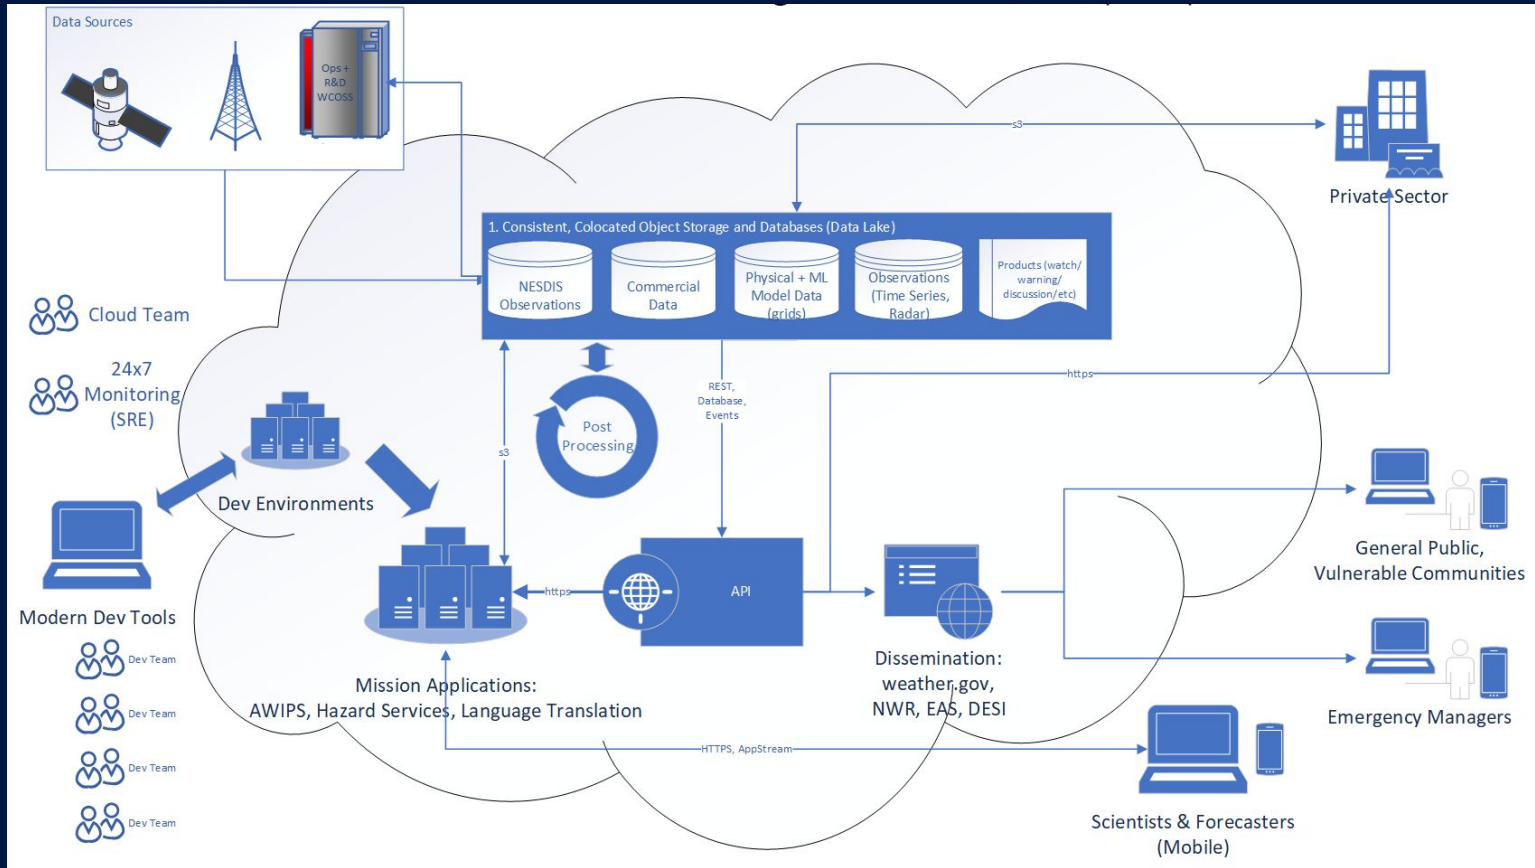 Data Sources
Ops +
R&D
WCOSS
s3
Private Sector
1. Consistent, Colocated Object Storage and Databases (Data Lake)
NESDIS
Observations
Commercial
Data
Physical + ML
Model Data
(grids)
Observations
(Time Series,
Radar)
Products (watch/
warning/
discussion/etc)
Cloud Team
24x7
Monitoring
(SRE)
REST,
Database,
Events
https
Post
Processing
s3
Dev Environments
General Public,
Vulnerable Communities
Modern Dev Tools
https
API
Dev Team
Dev Team
Dev Team
Dev Team
Mission Applications:
AWIPS, Hazard Services, Language Translation
Dissemination:
weather.gov,
NWR, EAS, DESI
Emergency Managers
HTTPS, AppStream
Scientists & Forecasters
(Mobile)